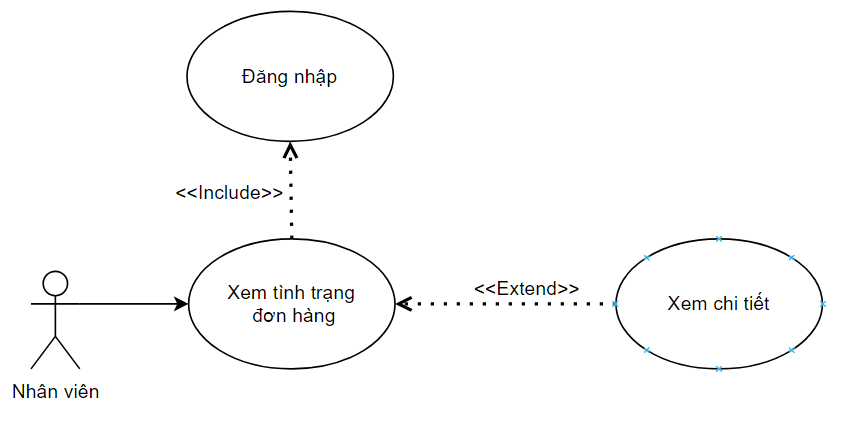 Đăng nhập
<<Include>>
Xem tình trạng
đơn hàng
<<Extend>>
Xem chi tiết
Nhân viên